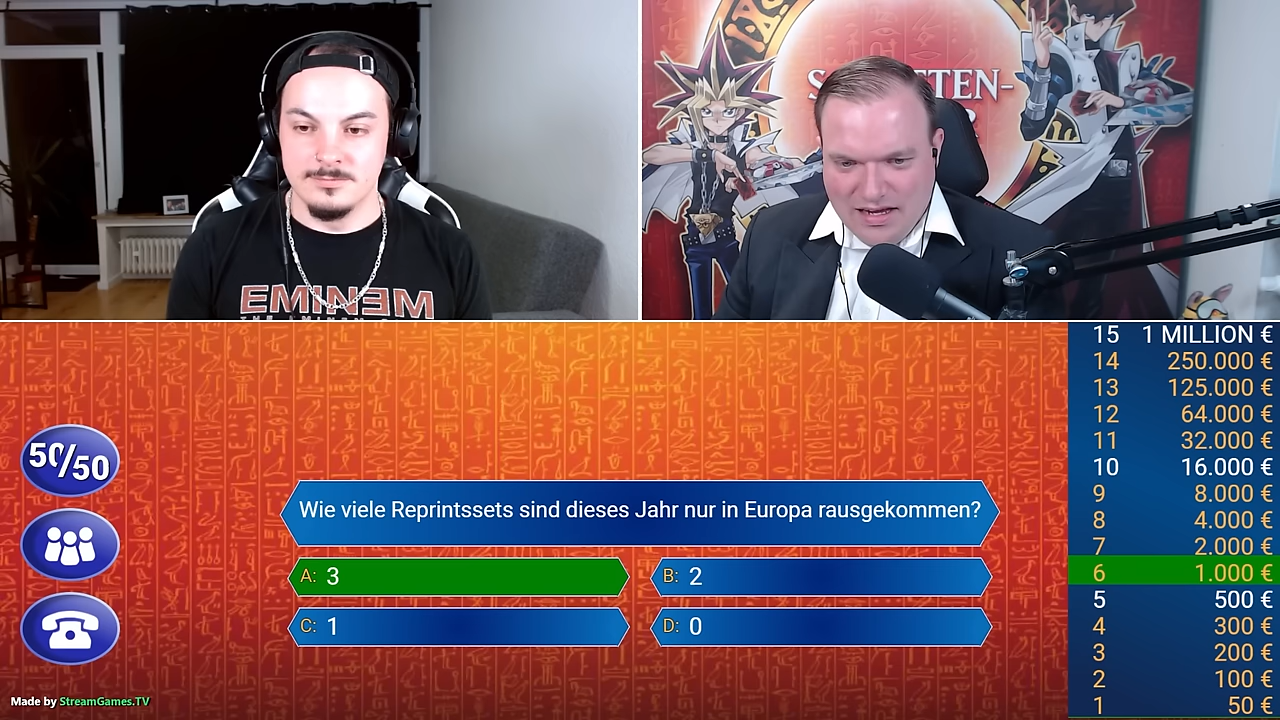 S TTEN-
EMINEM
50/50
Wie viele Reprintssets sind dieses Jahr nur in Europa rausgekommen?
A: 3
B: 2
C: 1
D: 0
15 1 MILLION €
14 250.000 €
13 125.000 €
12 64.000 €
11 32.000 €
10 16.000 €
9 8.000 €
8 4.000 €
7 2.000 €
6 1.000 €
5 500 €
4 300 €
3 200 €
2 100 €
1 50 €
Made by StreamGames.TV